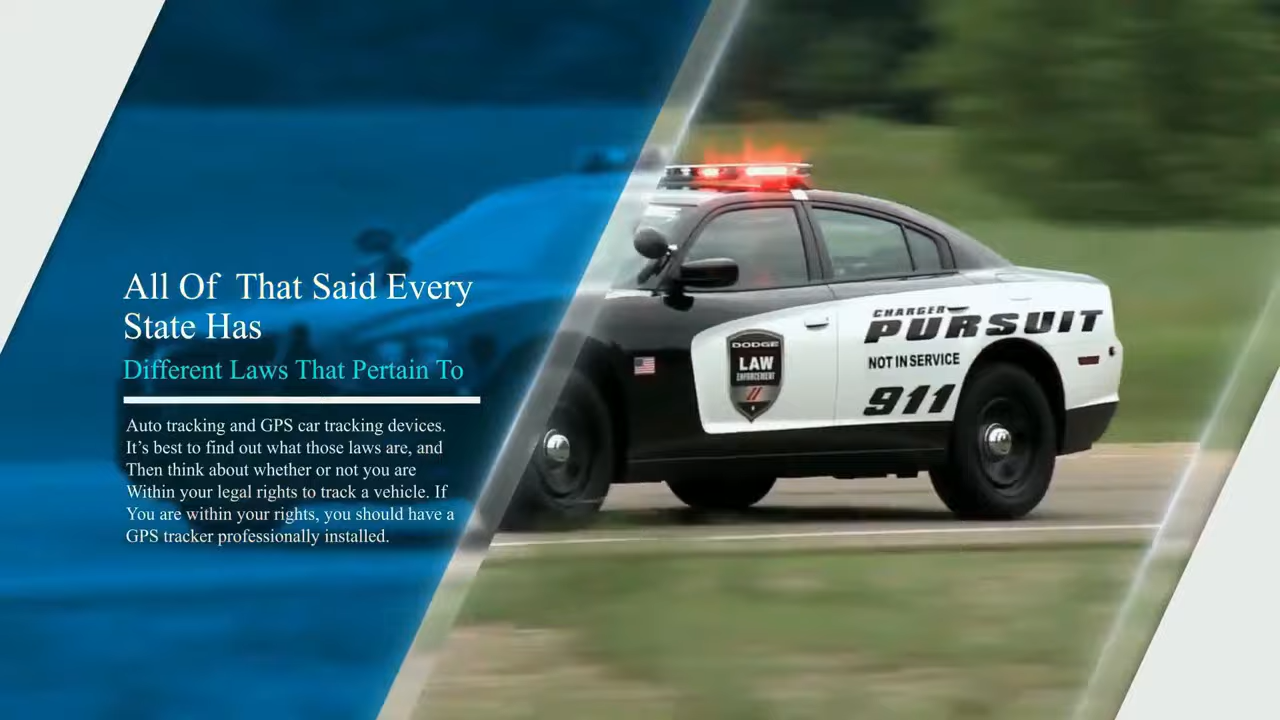 All Of  That Said Every
State Has
Different Laws That Pertain To
Auto tracking and GPS car tracking devices.
It’s best to find out what those laws are, and
Then think about whether or not you are
Within your legal rights to track a vehicle. If
You are within your rights, you should have a
GPS tracker professionally installed.
CHARGER
PURSUIT
NOT IN SERVICE
911
DODGE
LAW
ENFORCEMENT